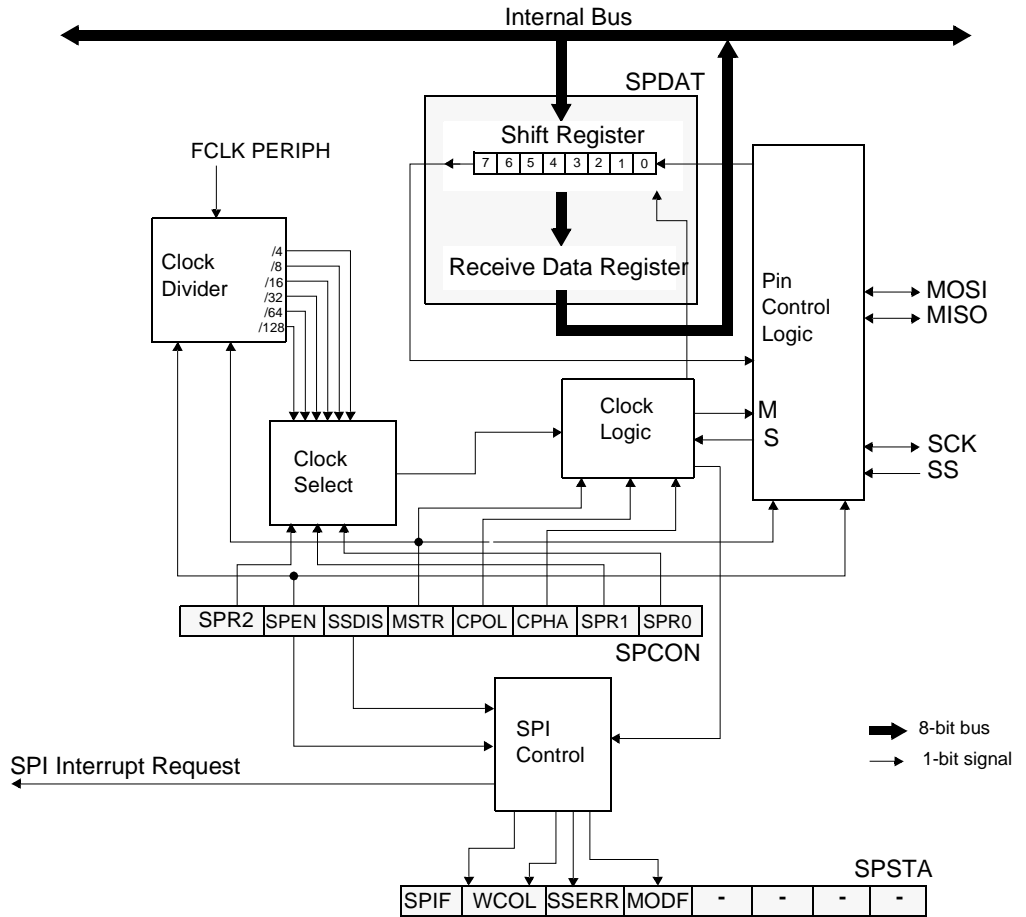 Internal Bus
SPDAT
Shift Register
7 6 5 4 3 2 1 0
FCLK PERIPH
Clock
Divider
/4
/8
/16
/32
/64
/128
Receive Data Register
Pin
Control
Logic
MOSI
MISO
Clock
Logic
M
S
SCK
SS
Clock
Select
SPR2 SPEN SSDIS MSTR CPOL CPHA SPR1 SPR0
SPCON
SPI
Control
8-bit bus
1-bit signal
SPI Interrupt Request
SPSTA
SPIF WCOL SSERR MODF - - - -